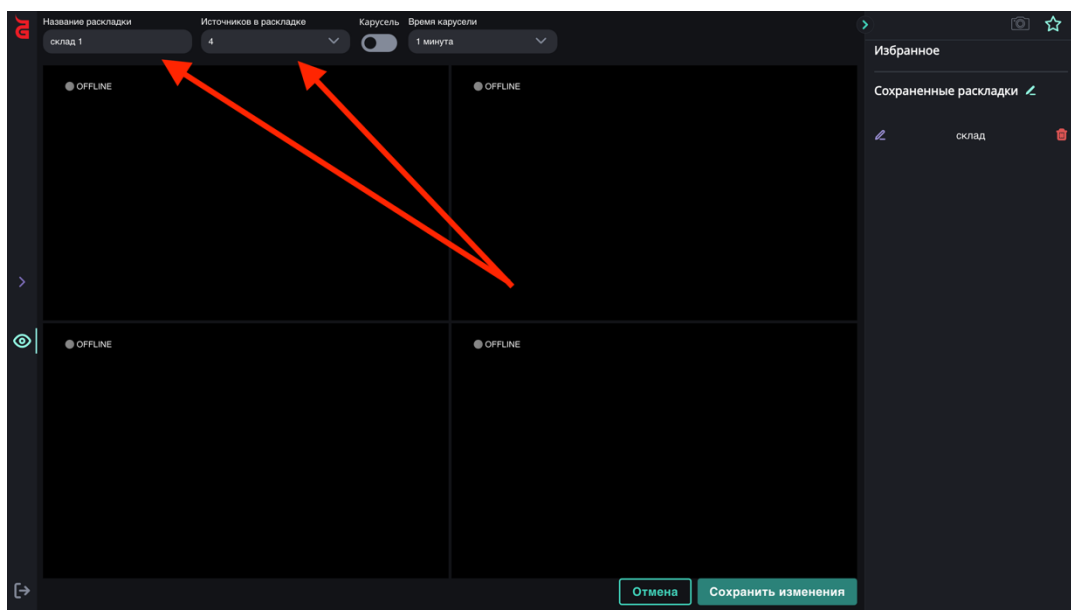 Название раскладки Источников в раскладке Карусель Время карусели
склад 1 4 1 минута
Избранное
OFFLINE OFFLINE
Сохраненные раскладки
склад
OFFLINE OFFLINE
Отмена Сохранить изменения